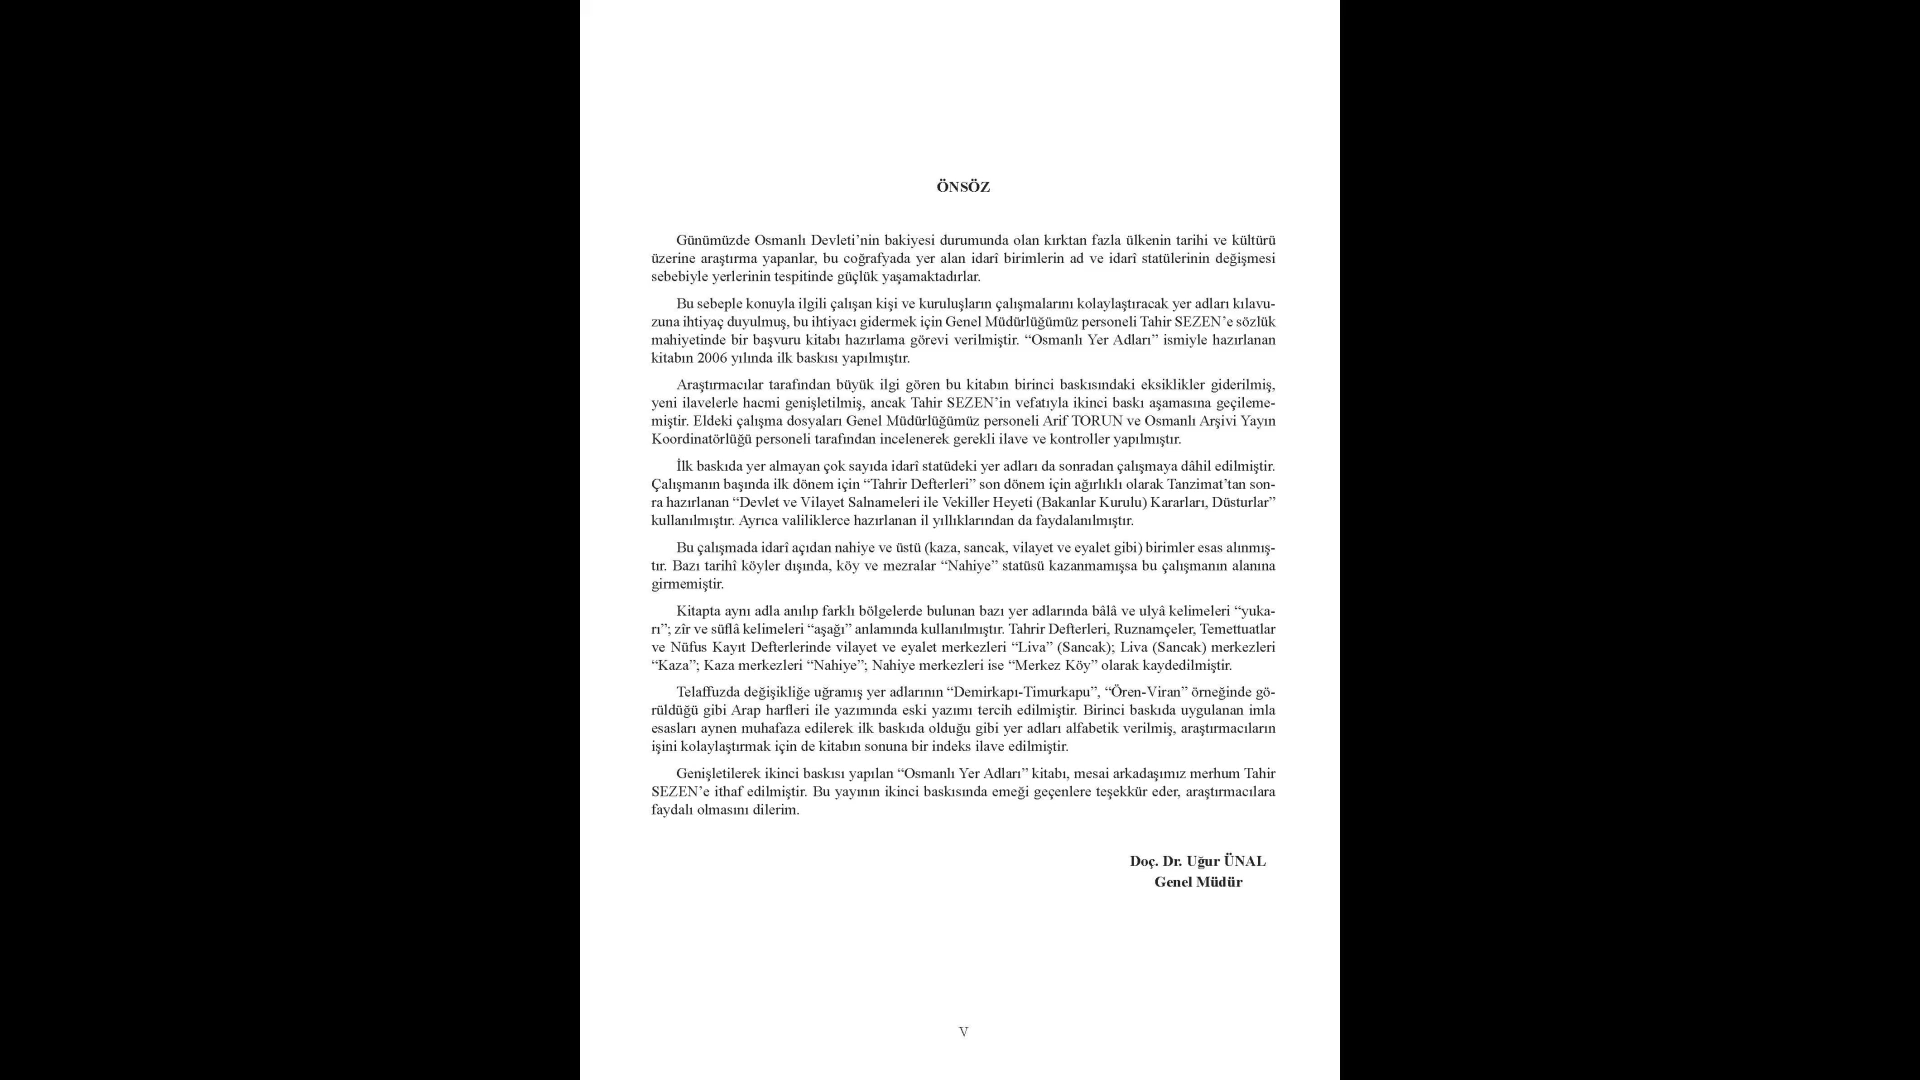 ÖNSÖZ
Günümüzde Osmanlı Devleti’nin bakiyesi durumunda olan kırktan fazla ülkenin tarihi ve kültürü
üzerine araştırma yapanlar, bu coğrafyada yer alan idarî birimlerin ad ve idarî statülerinin değişmesi
sebebiyle yerlerinin tespitinde güçlük yaşamaktadırlar.
Bu sebeple konuyla ilgili çalışan kişi ve kuruluşların çalışmalarını kolaylaştıracak yer adları kılavu-
zuna ihtiyaç duyulmuş, bu ihtiyacı gidermek için Genel Müdürlüğümüz personeli Tahir SEZEN’e sözlük
mahiyetinde bir başvuru kitabı hazırlama görevi verilmiştir. “Osmanlı Yer Adları” ismiyle hazırlanan
kitabın 2006 yılında ilk baskısı yapılmıştır.
Araştırmacılar tarafından büyük ilgi gören bu kitabın birinci baskısındaki eksiklikler giderilmiş,
yeni ilavelerle hacmi genişletilmiş, ancak Tahir SEZEN’in vefatıyla ikinci baskı aşamasına geçileme-
miştir. Eldeki çalışma dosyaları Genel Müdürlüğümüz personeli Arif TORUN ve Osmanlı Arşivi Yayın
Koordinatörlüğü personeli tarafından incelenerek gerekli ilave ve kontroller yapılmıştır.
İlk baskıda yer almayan çok sayıda idarî statüdeki yer adları da sonradan çalışmaya dâhil edilmiştir.
Çalışmanın başında ilk dönem için “Tahrir Defterleri” son dönem için ağırlıklı olarak Tanzimat’tan son-
ra hazırlanan “Devlet ve Vilayet Salnameleri ile Vekiller Heyeti (Bakanlar Kurulu) Kararları, Düsturlar”
kullanılmıştır. Ayrıca valiliklerce hazırlanan il yıllıklarından da faydalanılmıştır.
Bu çalışmada idarî açıdan nahiye ve üstü (kaza, sancak, vilayet ve eyalet gibi) birimler esas alınmış-
tır. Bazı tarihî köyler dışında, köy ve mezralar “Nahiye” statüsü kazanmamışsa bu çalışmanın alanına
girmemiştir.
Kitapta aynı adla anılıp farklı bölgelerde bulunan bazı yer adlarında bâlâ ve ulyâ kelimeleri “yuka-
rı”; zîr ve süflâ kelimeleri “aşağı” anlamında kullanılmıştır. Tahrir Defterleri, Ruznamçeler, Temettuatlar
ve Nüfus Kayıt Defterlerinde vilayet ve eyalet merkezleri “Liva” (Sancak); Liva (Sancak) merkezleri
“Kaza”; Kaza merkezleri “Nahiye”; Nahiye merkezleri ise “Merkez Köy” olarak kaydedilmiştir.
Telaffuzda değişikliğe uğramış yer adlarının “Demirkapı-Timurkapu”, “Ören-Viran” örneğinde gö-
rüldüğü gibi Arap harfleri ile yazımında eski yazımı tercih edilmiştir. Birinci baskıda uygulanan imla
esasları aynen muhafaza edilerek ilk baskıda olduğu gibi yer adları alfabetik verilmiş, araştırmacıların
işini kolaylaştırmak için de kitabın sonuna bir indeks ilave edilmiştir.
Genişletilerek ikinci baskısı yapılan “Osmanlı Yer Adları” kitabı, mesai arkadaşımız merhum Tahir
SEZEN’e ithaf edilmiştir. Bu yayının ikinci baskısında emeği geçenlere teşekkür eder, araştırmacılara
faydalı olmasını dilerim.
Doç. Dr. Uğur ÜNAL
Genel Müdür
V